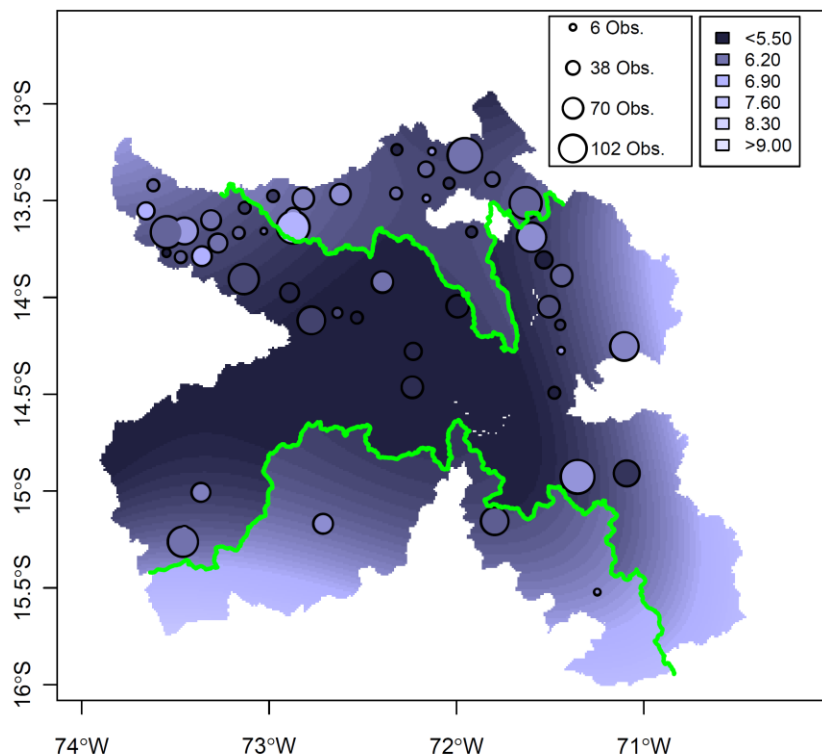 6 Obs.
38 Obs.
70 Obs.
102 Obs.
<5.50
6.20
6.90
7.60
8.30
>9.00
13°S
13.5°S
14°S
14.5°S
15°S
15.5°S
16°S
74°W
73°W
72°W
71°W